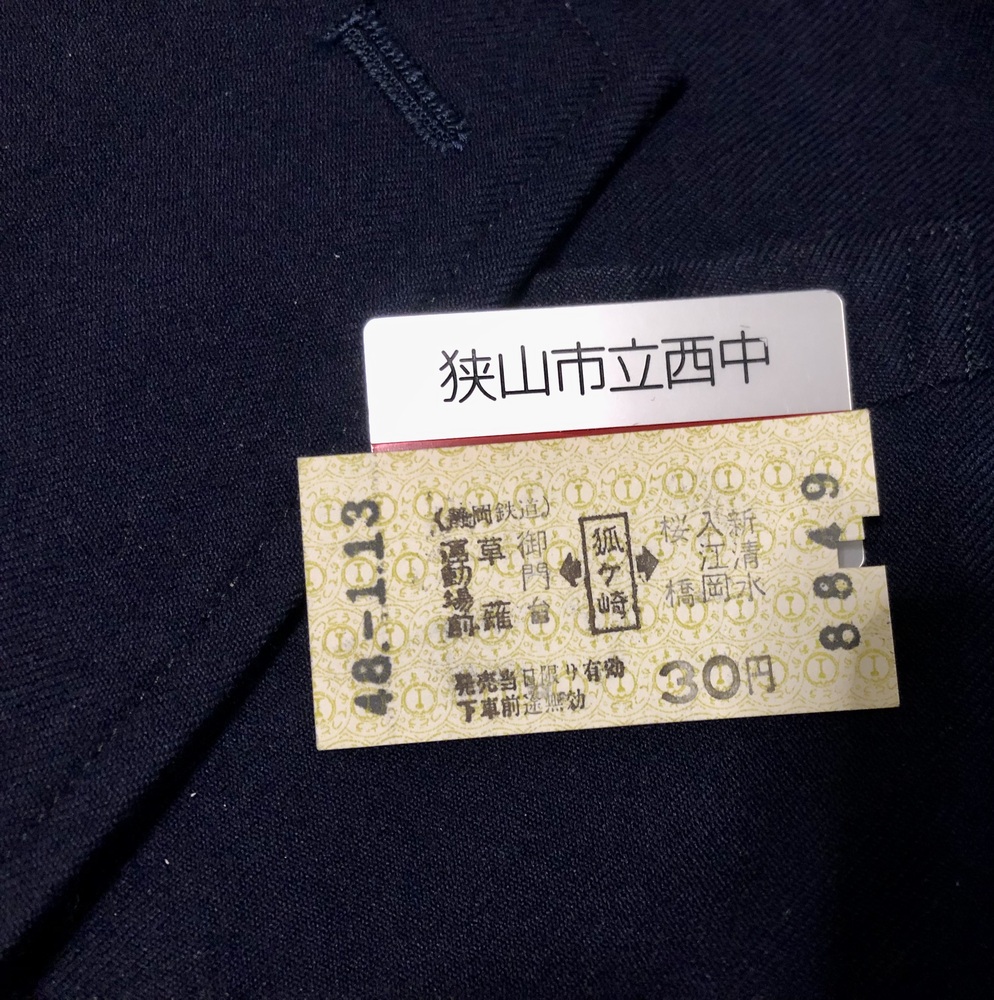 狭山市立西中
48.-1.13
(静岡鉄道)
運動場前
草薙
御門台
狐ヶ崎
桜橋
入江岡
新清水
発売当日限り有効
下車前途無効
30円
8849